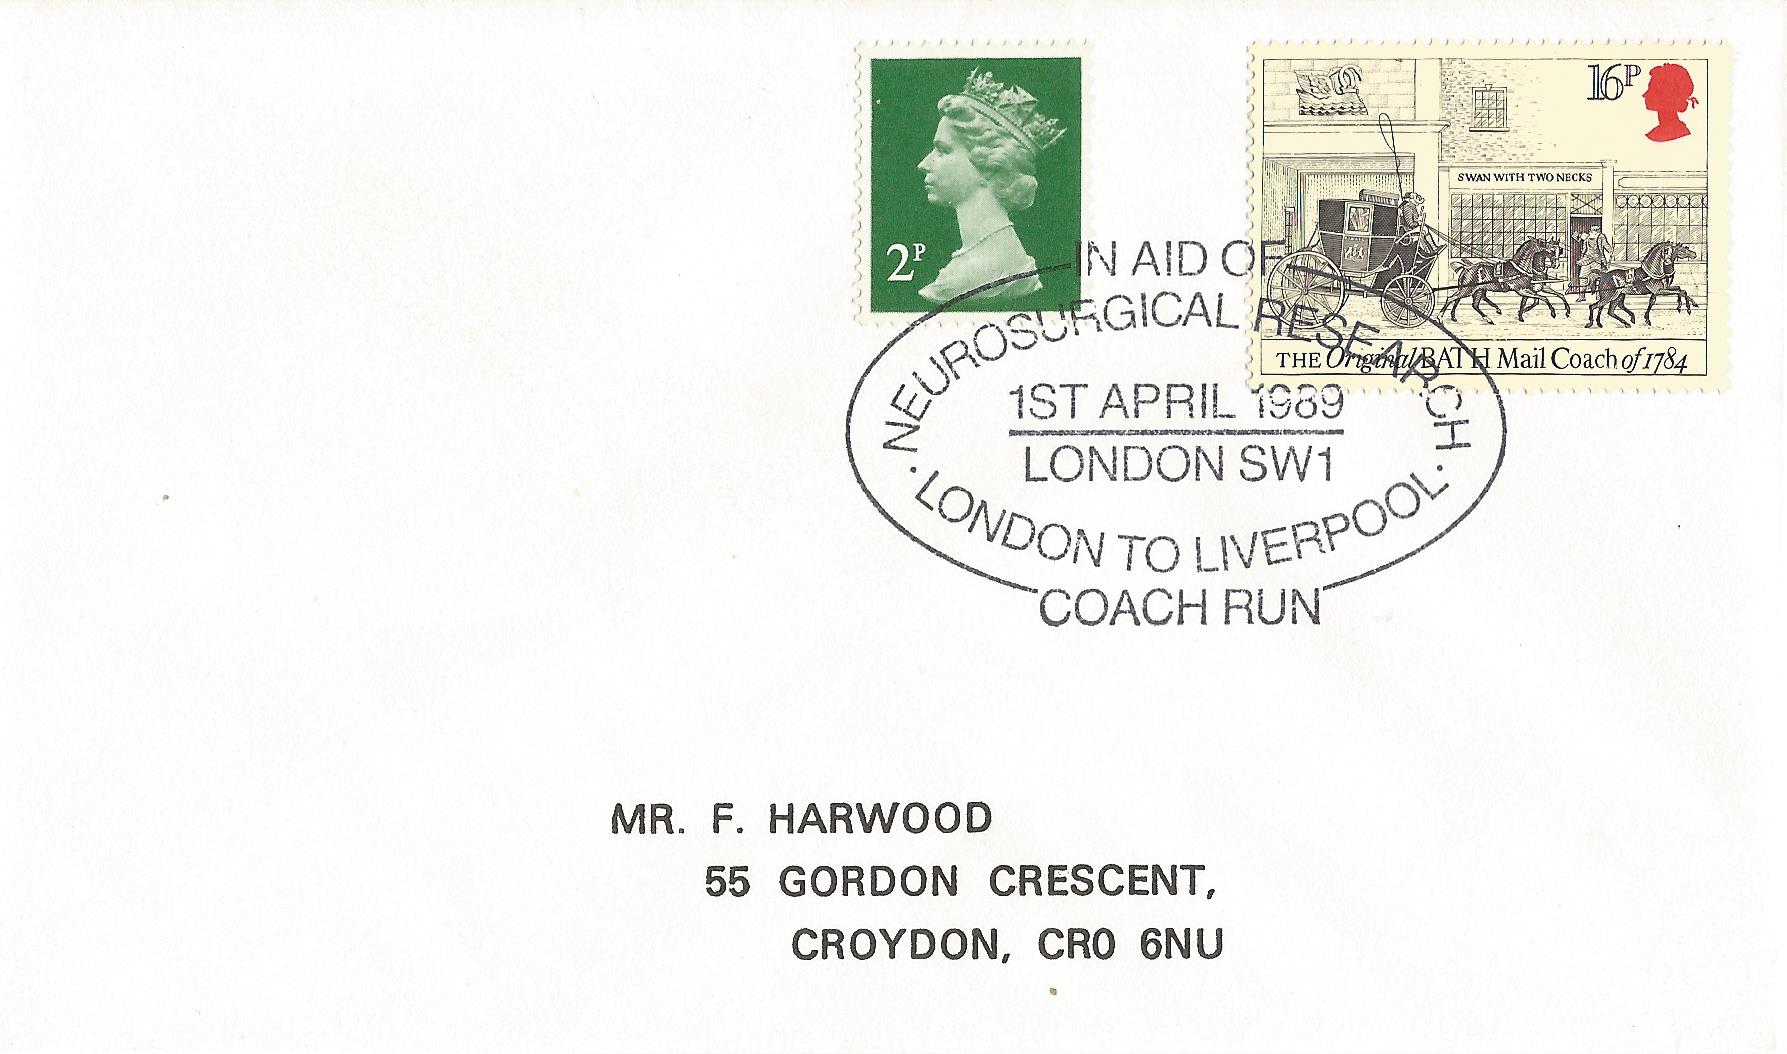 2P
16P
SWAN WITH TWO NECKS
THE Original BATH Mail Coach of 1784
IN AID OF
NEUROSURGICAL RESEARCH
1ST APRIL 1989
LONDON SW1
· LONDON TO LIVERPOOL ·
COACH RUN
MR. F. HARWOOD
55 GORDON CRESCENT,
CROYDON, CR0 6NU